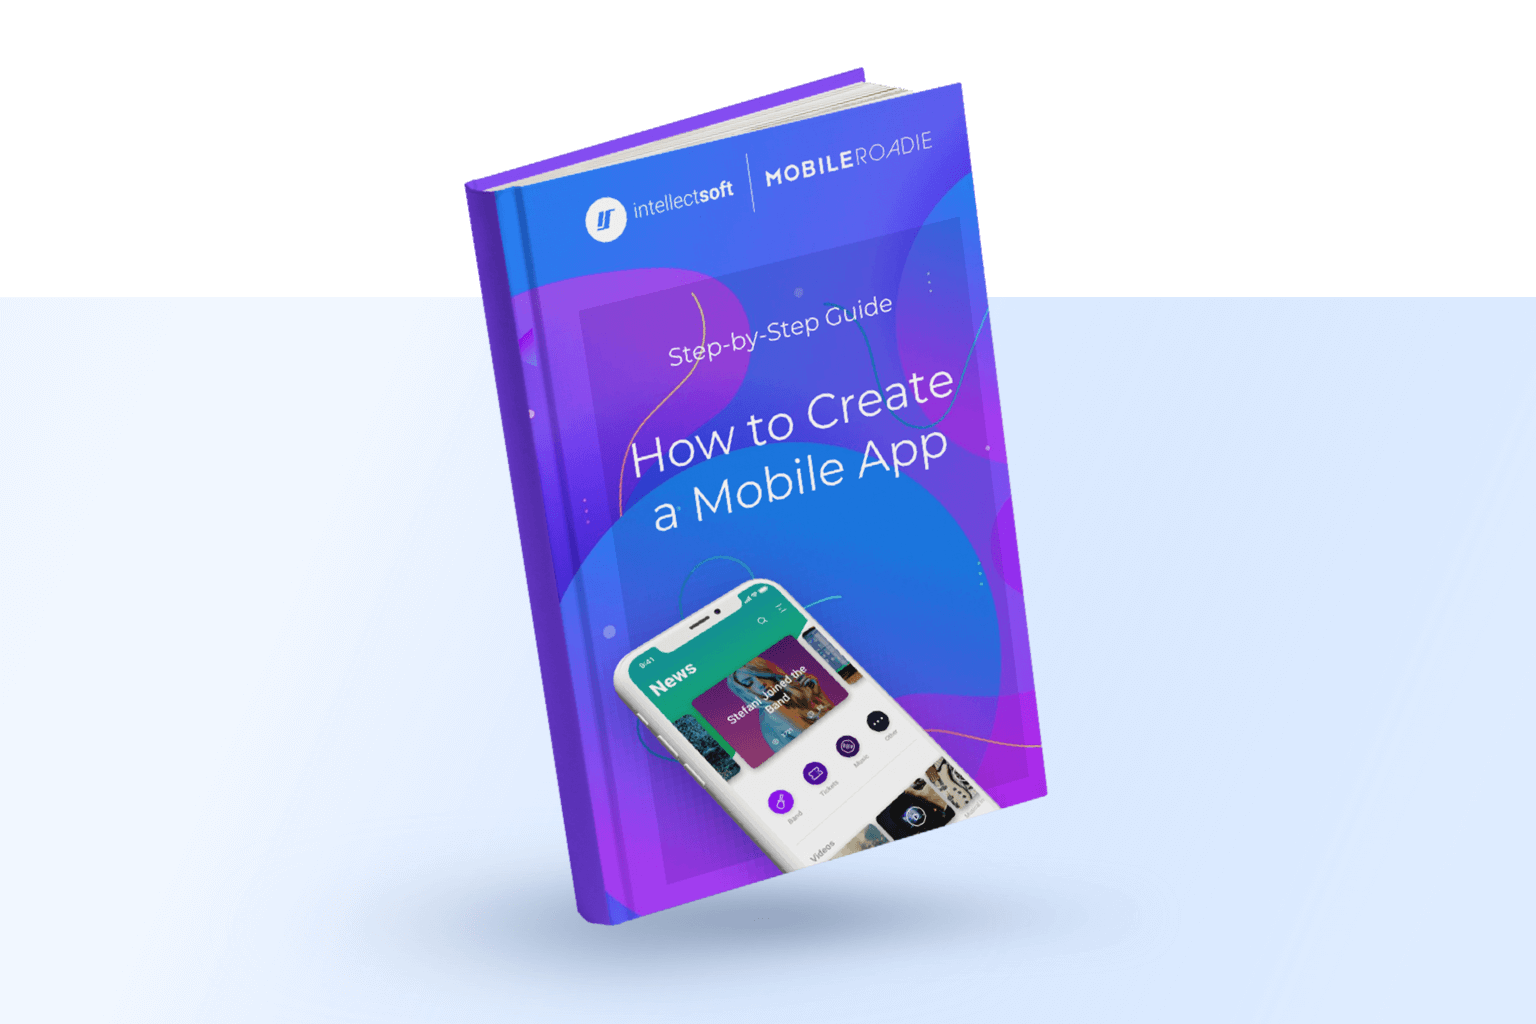 intellectsoft
MOBILEROADIE
Step-by-Step Guide
How to Create
a Mobile App
9:41
News
Stefani Joined the
Band
Band
Tickets
Music
Other
Videos